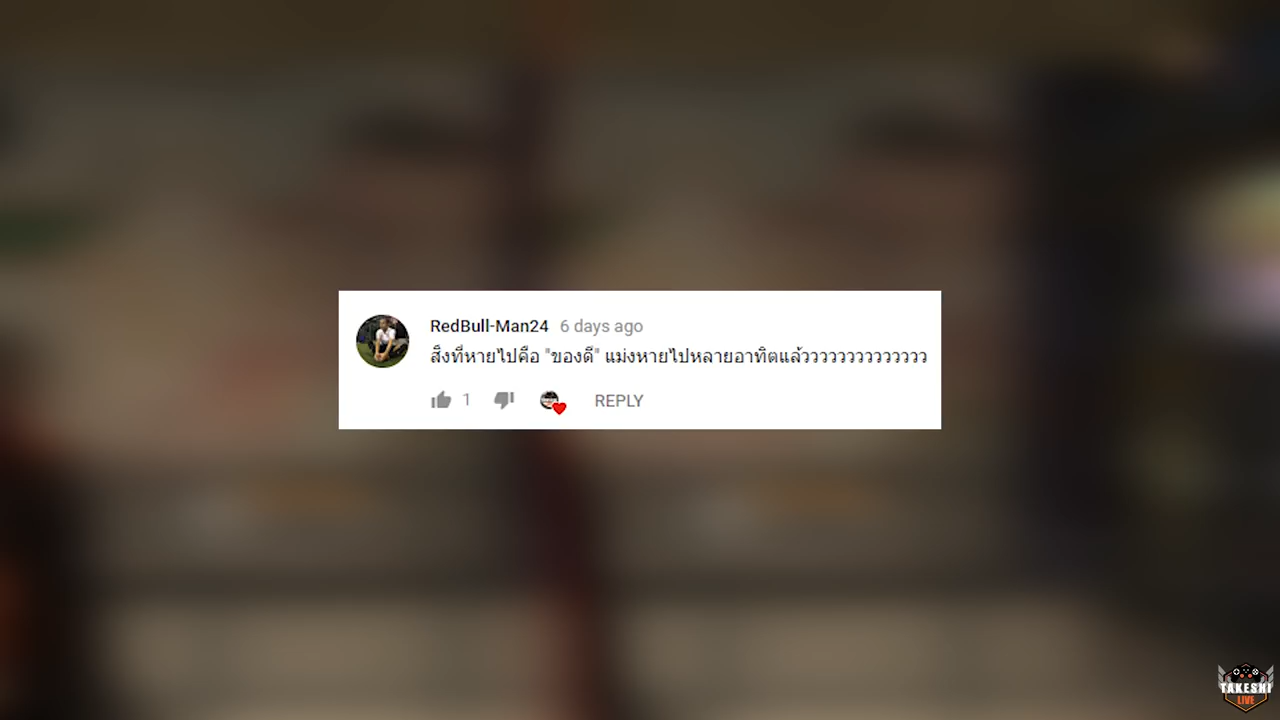 RedBull-Man24 6 days ago
สิ่งที่หายไปคือ "ของดี" แม่งหายไปหลายอาทิตแล้วววววววววววววว
1 REPLY
TAKESHI
LIVE